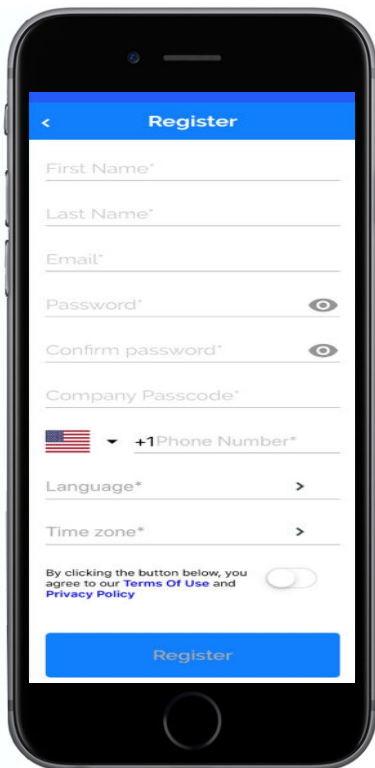 Register
First Name*
Last Name*
Email*
Password*
Confirm password*
Company Passcode*
+1Phone Number*
Language*
Time zone*
By clicking the button below, you
agree to our Terms Of Use and
Privacy Policy
Register